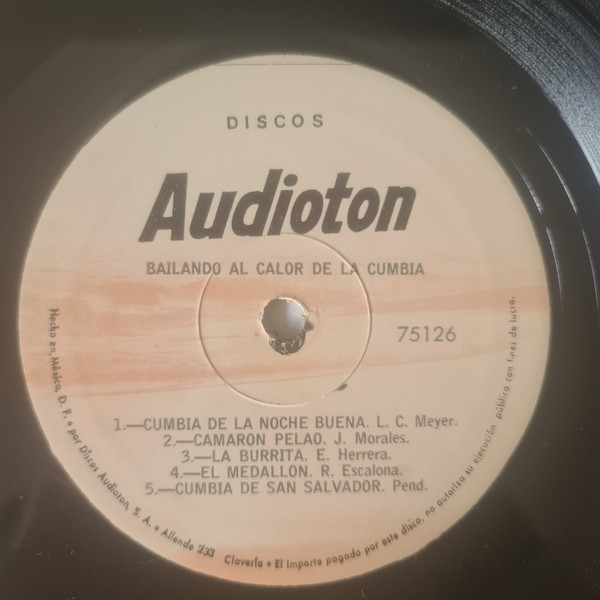 DISCOS
Audioton
BAILANDO AL CALOR DE LA CUMBIA
75126
1.—CUMBIA DE LA NOCHE BUENA. L. C. Meyer.
2.—CAMARON PELAO. J. Morales.
3.—LA BURRITA. E. Herrera.
4.—EL MEDALLON. R. Escalona.
5.—CUMBIA DE SAN SALVADOR. Pend.
Hecho en México, D. F. • por Discos Audioton, S. A. • Allende 233 Clavería • El importe pagado por este disco, no autoriza su ejecución pública con fines de lucro.